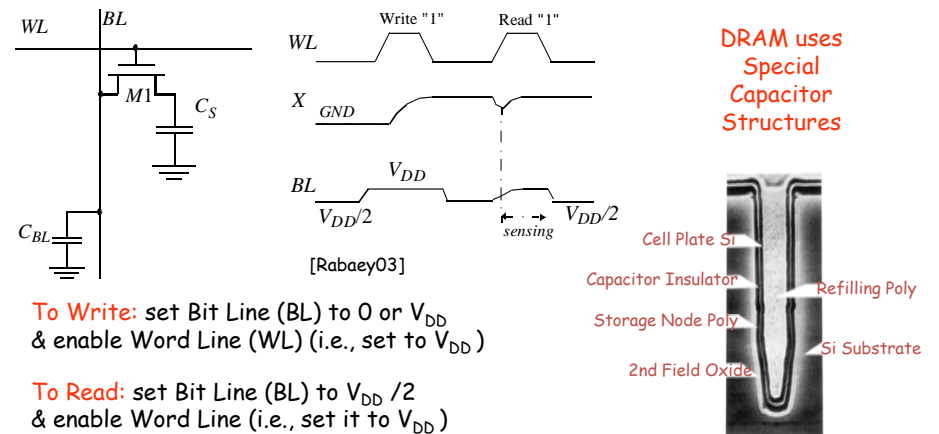 WL
BL
M1
C_S
C_BL
Write "1"
Read "1"
WL
X
GND
BL
V_DD
V_DD/2
V_DD/2
sensing
[Rabaey03]
DRAM uses
Special
Capacitor
Structures
Cell Plate Si
Capacitor Insulator
Refilling Poly
Storage Node Poly
Si Substrate
2nd Field Oxide
To Write: set Bit Line (BL) to 0 or V_DD
& enable Word Line (WL) (i.e., set to V_DD )
To Read: set Bit Line (BL) to V_DD /2
& enable Word Line (i.e., set it to V_DD )